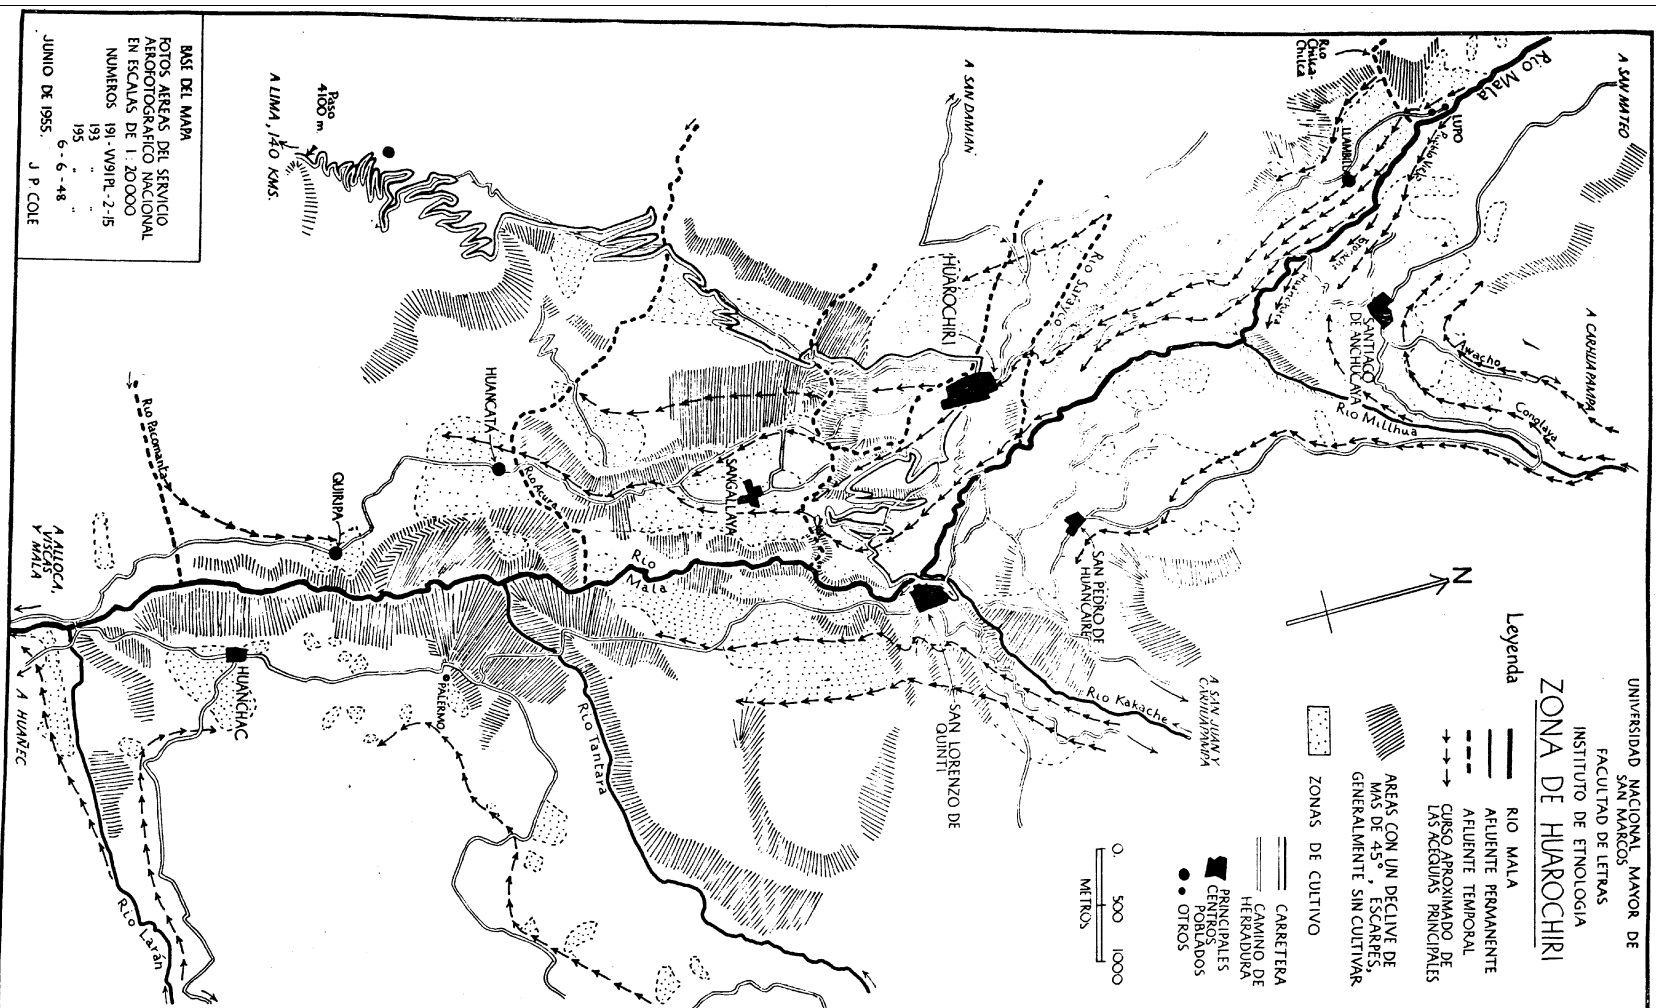 UNIVERSIDAD NACIONAL MAYOR DE
SAN MARCOS
FACULTAD DE LETRAS
INSTITUTO DE ETNOLOGIA
ZONA DE HUAROCHIRI
Leyenda
RIO MALA
AFLUENTE PERMANENTE
AFLUENTE TEMPORAL
CURSO APROXIMADO DE
LAS ACEQUIAS PRINCIPALES
AREAS CON UN DECLIVE DE
MAS DE 45°, ESCARPES,
GENERALMENTE SIN CULTIVAR
ZONAS DE CULTIVO
CARRETERA
CAMINO DE
HERRADURA
PRINCIPALES
CENTROS
POBLADOS
OTROS
0. 500 1000
METROS
N
A SAN MATEO
A CARHUAPAMPA
Rio Mala
LUPO
Rio
Chilca-
Chilca
LLAMBILLA
SANTIAGO
DE ANCHUCAYA
Awacho
Conglaya
Rio Millhua
A SAN DAMIAN
HUAROCHIRI
Rio Surayco
SAN PEDRO DE
HUANCAIRE
A SAN JUAN Y
CARHUAPAMPA
Rio Kakache
SAN LORENZO DE
QUINTI
SANGALLAYA
Rio
Mala
Rio Acura
HUANCATA
QUIRIPA
Rio Pacomanta
Rio Tantara
PALERMO
HUAÑCHAC
Rio Larán
A HUAÑEC
A ALLOCA,
VISCAS
Y MALA
Paso
4100 m.
A LIMA, 140 KMS.
BASE DEL MAPA
FOTOS AEREAS DEL SERVICIO
AEROFOTOGRAFICO NACIONAL
EN ESCALAS DE 1:20000
NUMEROS 191-VV91PL-2-15
193 " "
195 " "
6-6-48
JUNIO DE 1955. J P. COLE